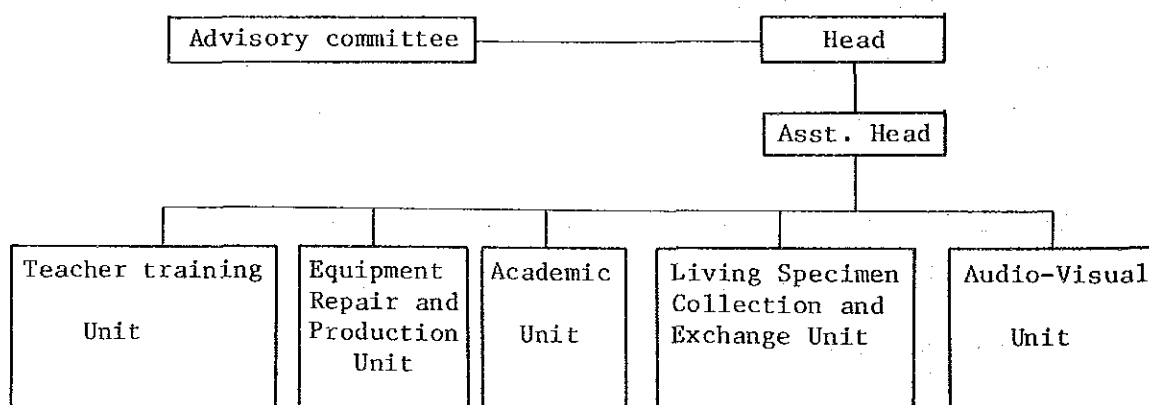 Advisory committee
Head
Asst. Head
Teacher training
Unit
Equipment
Repair and
Production
Unit
Academic
Unit
Living Specimen
Collection and
Exchange Unit
Audio-Visual
Unit